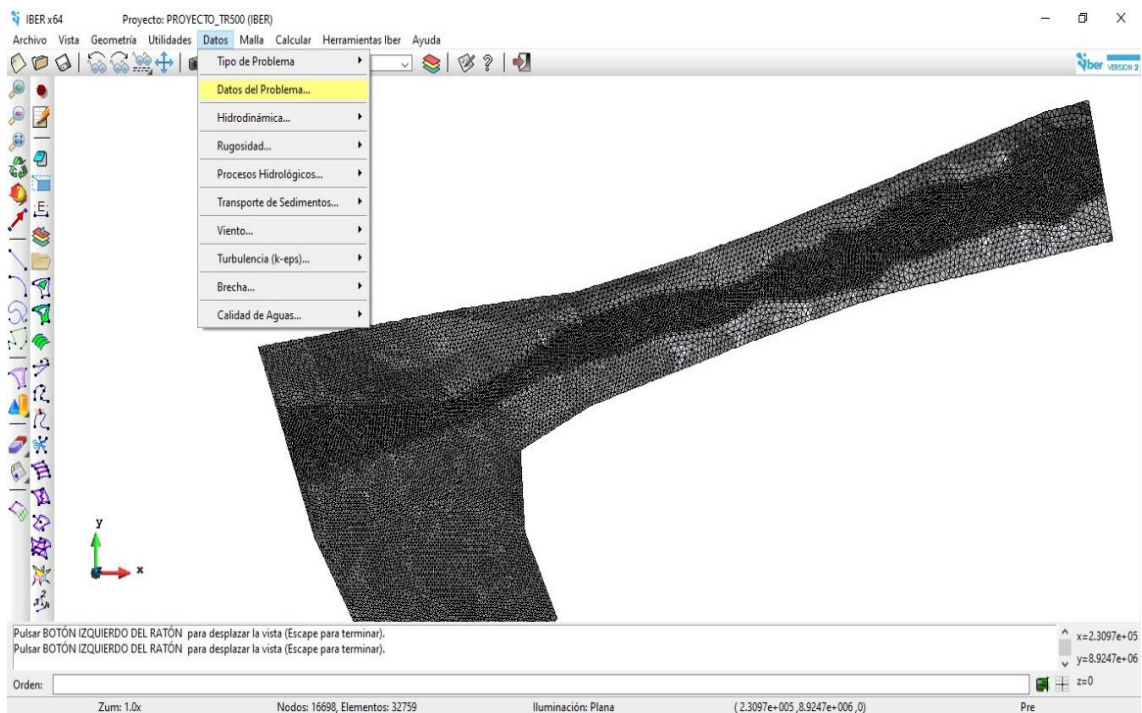 IBER x64 Proyecto: PROYECTO_TR500 (IBER)
Archivo Vista Geometría Utilidades Datos Malla Calcular Herramientas Iber Ayuda
Iber VERSION 2
Tipo de Problema
Datos del Problema...
Hidrodinámica...
Rugosidad...
Procesos Hidrológicos...
Transporte de Sedimentos...
Viento...
Turbulencia (k-eps)...
Brecha...
Calidad de Aguas...
y
x
Pulsar BOTÓN IZQUIERDO DEL RATÓN para desplazar la vista (Escape para terminar).
Pulsar BOTÓN IZQUIERDO DEL RATÓN para desplazar la vista (Escape para terminar).
x=2.3097e+05
y=8.9247e+06
z=0
Orden:
Zum: 1.0x Nodos: 16698, Elementos: 32759 Iluminación: Plana (2.3097e+005 ,8.9247e+006 ,0) Pre